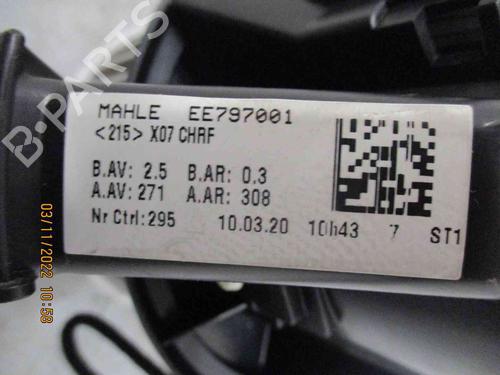 MAHLE EE797001
<215> X07 CHRF
B.AV: 2.5 B.AR: 0.3
A.AV: 271 A.AR: 308
Nr Ctrl: 295 10.03.20 10h43 7 ST1
03/11/2022 10:58
B-PARTS